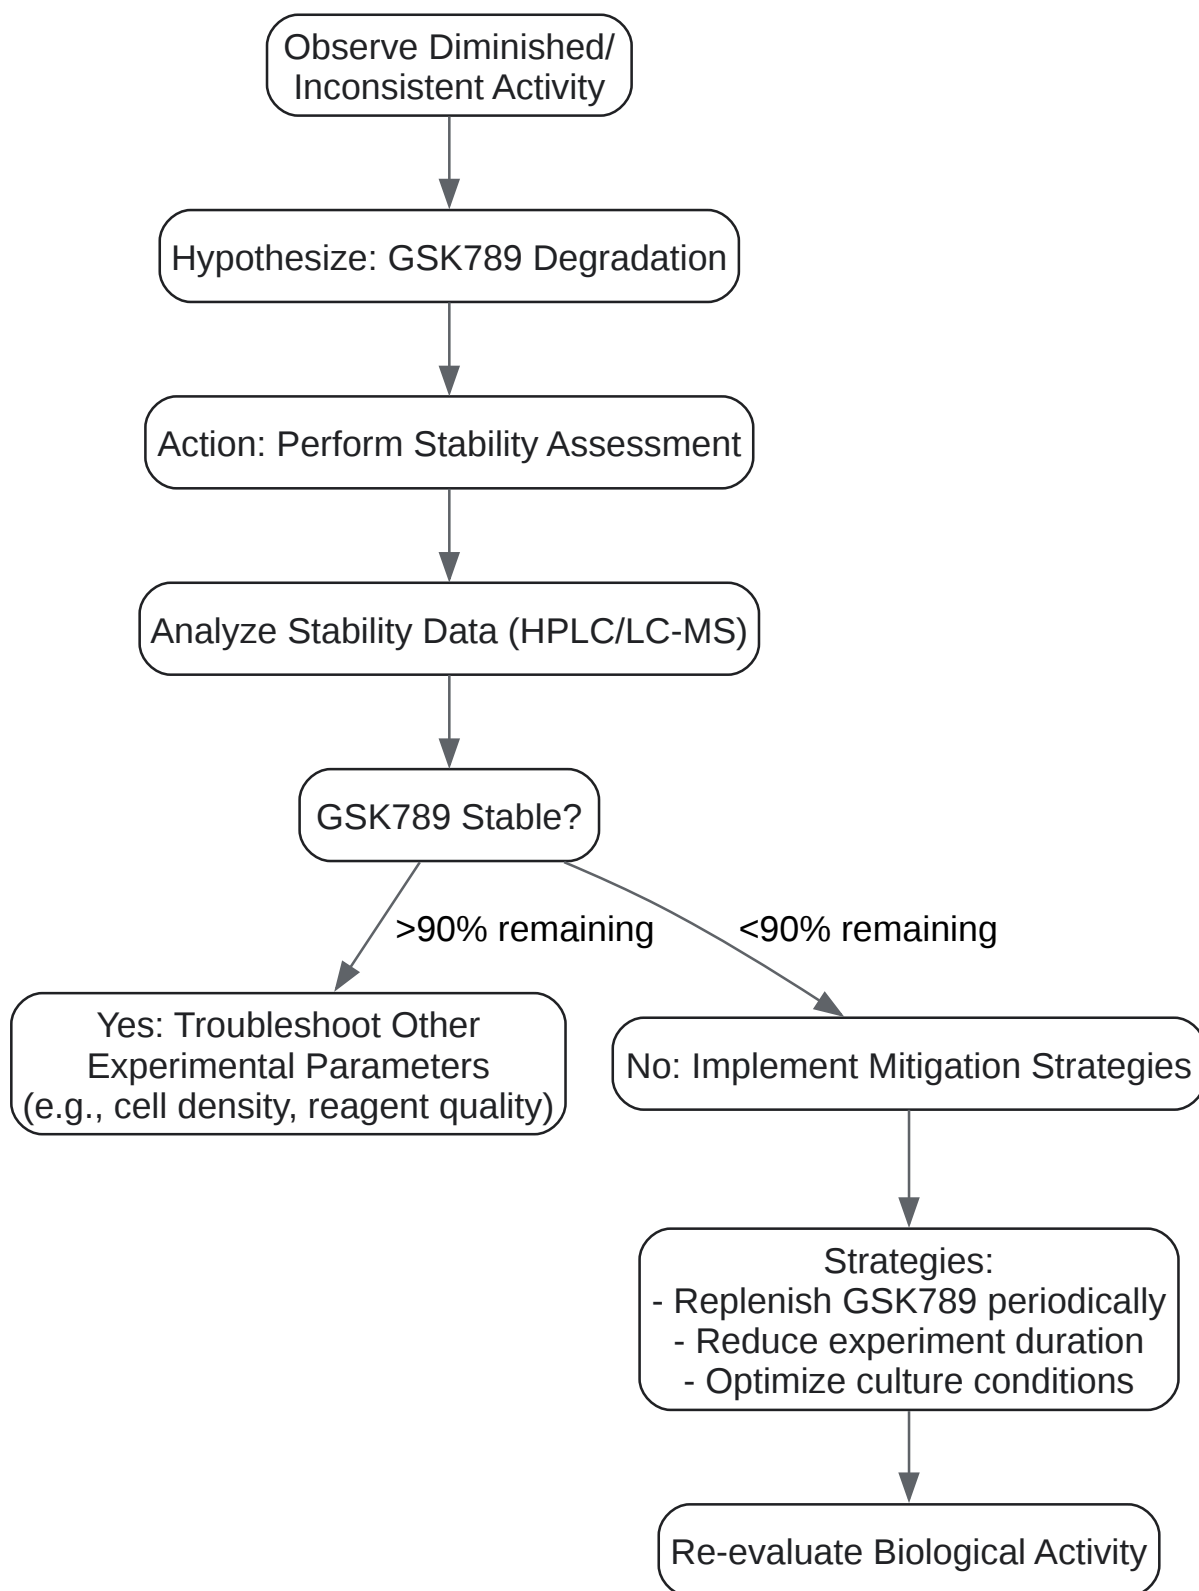 Observe Diminished/
Inconsistent Activity
Hypothesize: GSK789 Degradation
Action: Perform Stability Assessment
Analyze Stability Data (HPLC/LC-MS)
GSK789 Stable?
>90% remaining
<90% remaining
Yes: Troubleshoot Other
Experimental Parameters
(e.g., cell density, reagent quality)
No: Implement Mitigation Strategies
Strategies:
- Replenish GSK789 periodically
- Reduce experiment duration
- Optimize culture conditions
Re-evaluate Biological Activity